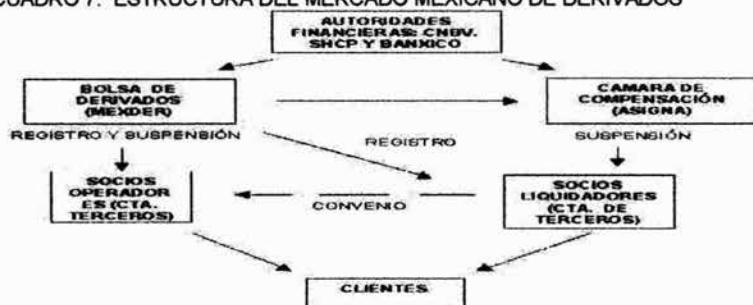 CUADRO 7. ESTRUCTURA DEL MERCADO MEXICANO DE DERIVADOS
AUTORIDADES
FINANCIERAS: CNBV.
SHCP Y BANXICO
BOLSA DE
DERIVADOS
(MEXDER)
CAMARA DE
COMPENSACIÓN
(ASIGNA)
REGISTRO Y SUSPENSIÓN
REGISTRO
SUSPENSIÓN
SOCIOS
OPERADOR
ES (CTA.
TERCEROS)
CONVENIO
SOCIOS
LIQUIDADORES
(CTA. DE
TERCEROS)
CLIENTES